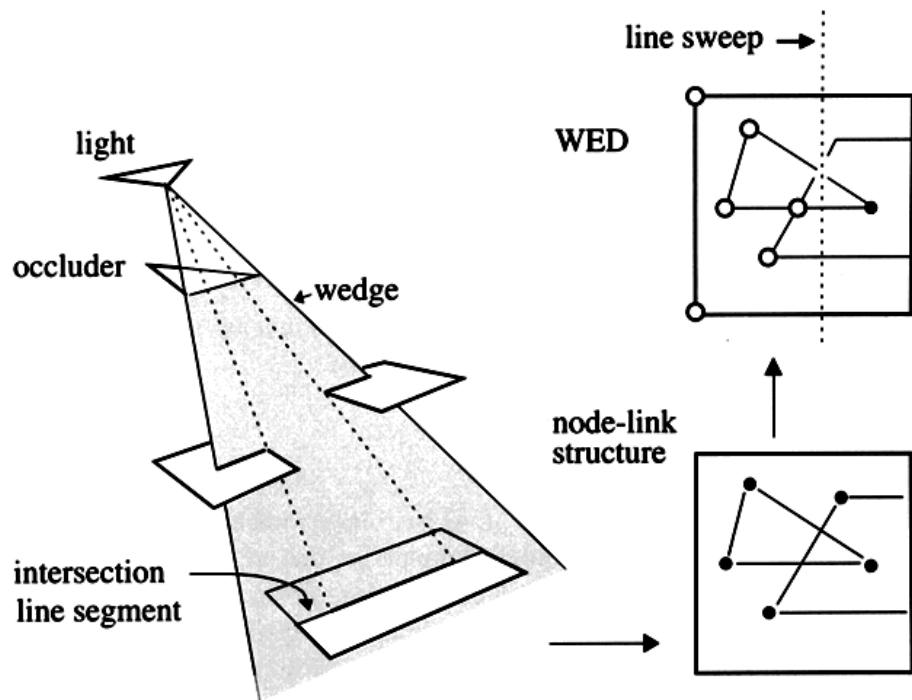 line sweep
light
WED
occluder
wedge
node-link
structure
intersection
line segment